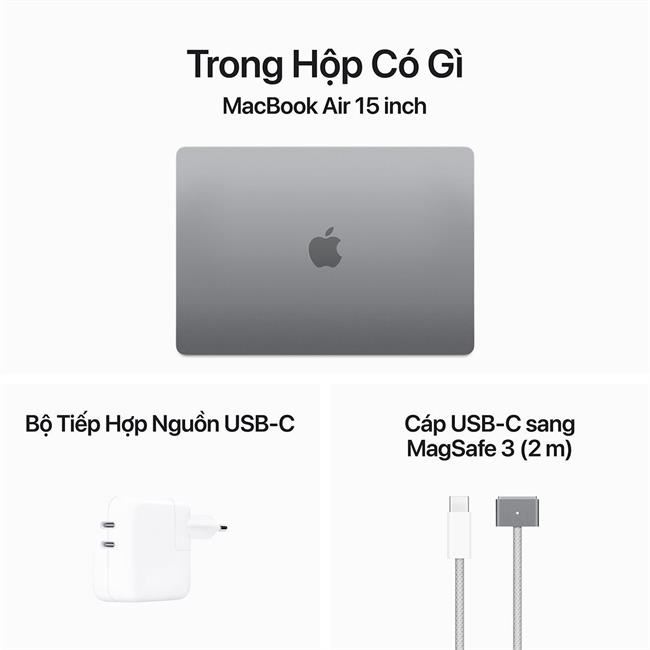 Trong Hộp Có Gì
MacBook Air 15 inch
Bộ Tiếp Hợp Nguồn USB-C
Cáp USB-C sang
MagSafe 3 (2 m)